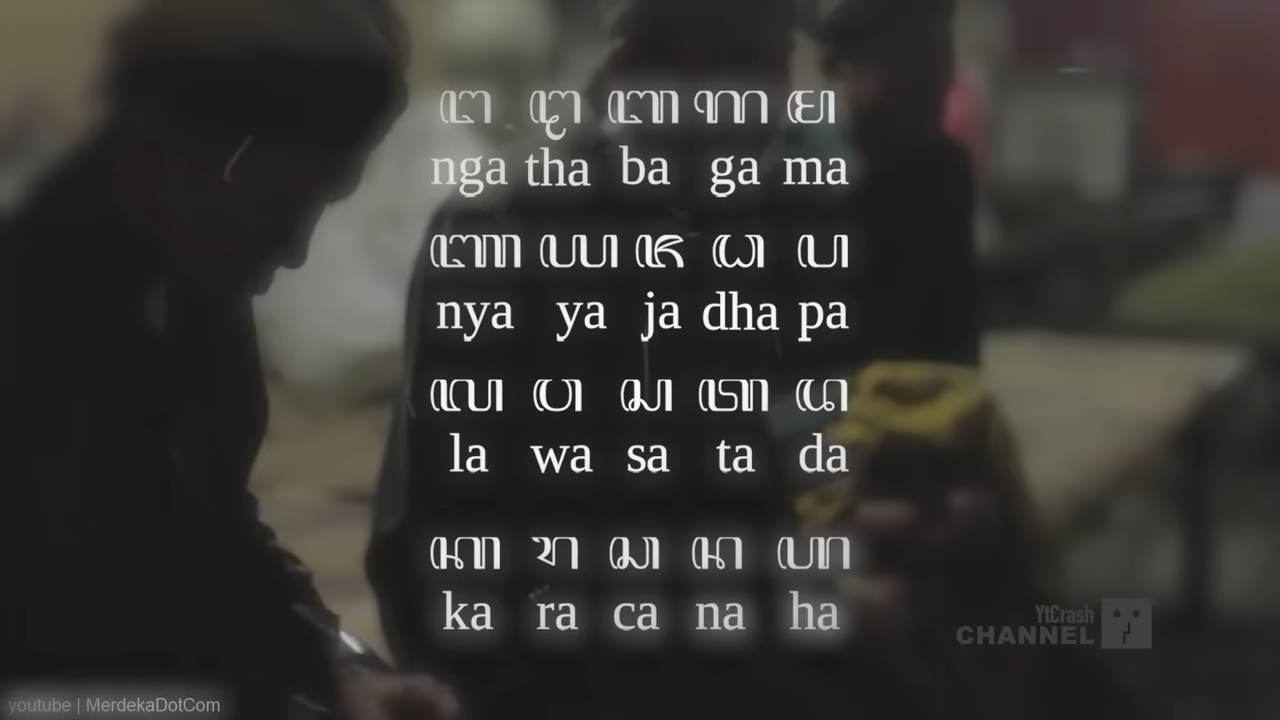 ꦔ ꦛ ꦧ ꦒ ꦩ
nga tha ba ga ma
ꦚ ꦪ ꦗ ꦝ ꦥ
nya ya ja dha pa
ꦭ ꦮ ꦱ ꦠ ꦢ
la wa sa ta da
ꦏ ꦫ ꦕ ꦤ ꦲ
ka ra ca na ha
YtCrash
CHANNEL
youtube | MerdekaDotCom